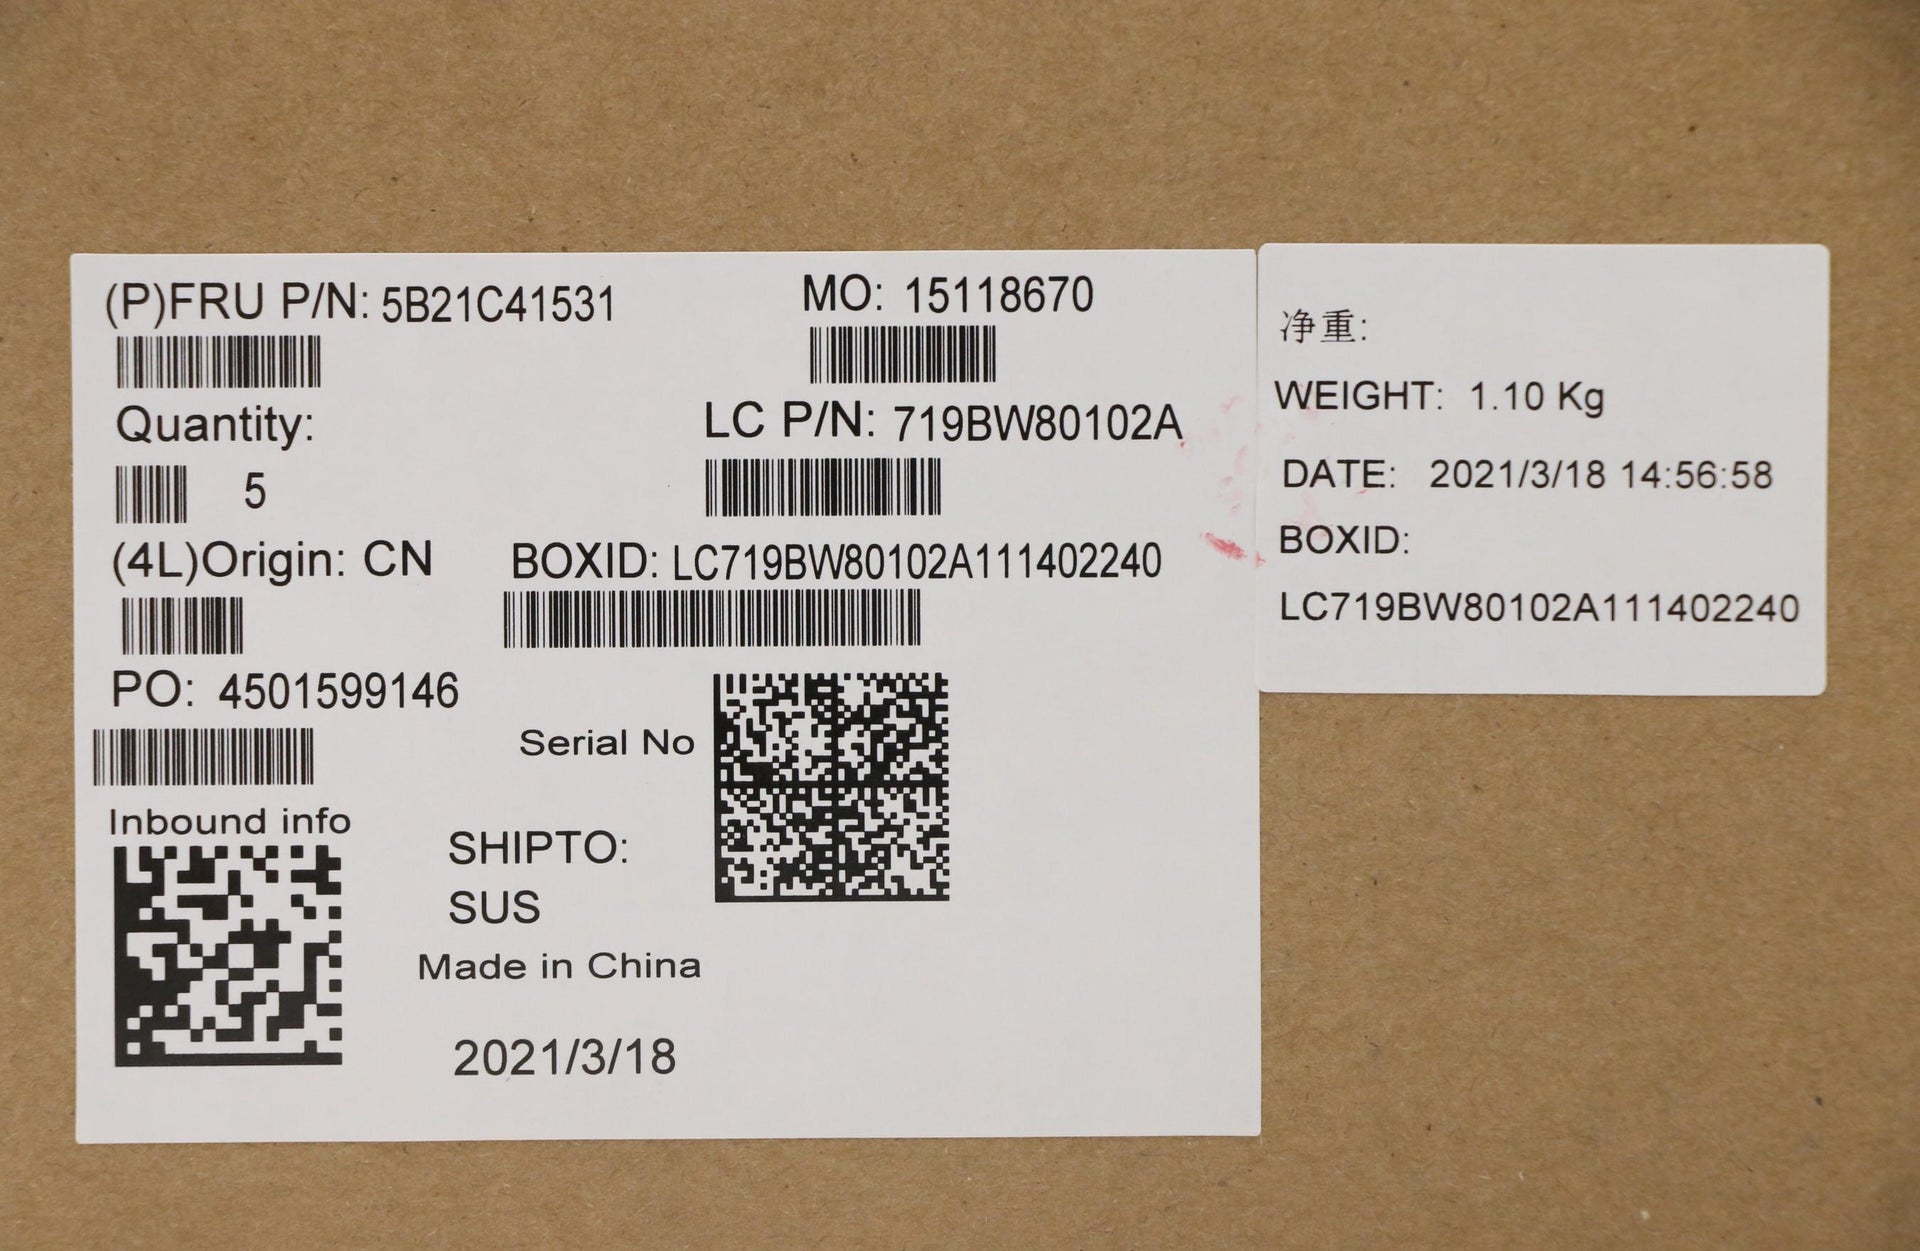 (P)FRU P/N: 5B21C41531
MO: 15118670
Quantity:
5
LC P/N: 719BW80102A
(4L)Origin: CN
BOXID: LC719BW80102A111402240
PO: 4501599146
Serial No
Inbound info
SHIPTO:
SUS
Made in China
2021/3/18
净重:
WEIGHT: 1.10 Kg
DATE: 2021/3/18 14:56:58
BOXID:
LC719BW80102A111402240